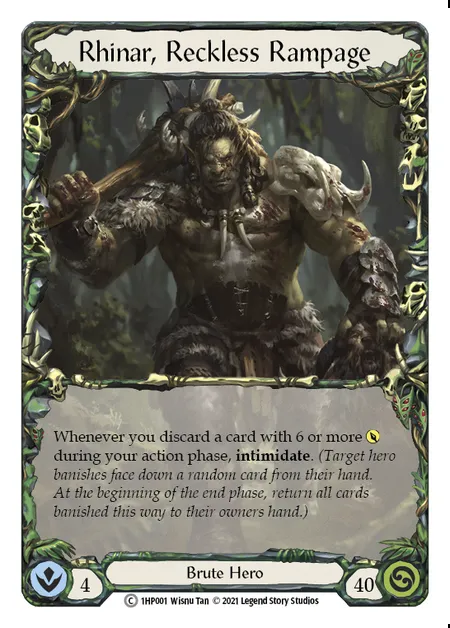 Rhinar, Reckless Rampage
Whenever you discard a card with 6 or more
during your action phase, intimidate. (Target hero
banishes face down a random card from their hand.
At the beginning of the end phase, return all cards
banished this way to their owners hand.)
4
Brute Hero
40
C 1HP001 Wisnu Tan © 2021 Legend Story Studios